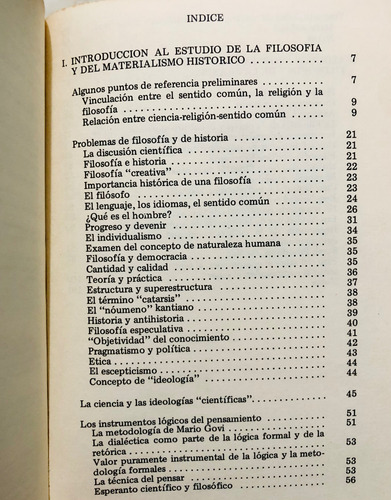 INDICE
I. INTRODUCCION AL ESTUDIO DE LA FILOSOFIA
Y DEL MATERIALISMO HISTORICO . . . . . . . . . . . . 7
Algunos puntos de referencia preliminares . . . . . . . . . . . . 7
Vinculación entre el sentido común, la religión y la
filosofía . . . . . . . . . . . . 9
Relación entre ciencia-religión-sentido común . . . . 9
Problemas de filosofía y de historia . . . . . . . . . . . . 21
La discusión científica . . . . . . . . . . . . 21
Filosofía e historia . . . . . . . . . . . . 21
Filosofía "creativa" . . . . . . . . . . . . 22
Importancia histórica de una filosofía . . . . . . . . . . . . 23
El filósofo . . . . . . . . . . . . 23
El lenguaje, los idiomas, el sentido común . . . . . . . . 24
¿Qué es el hombre? . . . . . . . . . . . . 26
Progreso y devenir . . . . . . . . . . . . 31
El individualismo . . . . . . . . . . . . 34
Examen del concepto de naturaleza humana . . . . . . . . 35
Filosofía y democracia . . . . . . . . . . . . 35
Cantidad y calidad . . . . . . . . . . . . 35
Teoría y práctica . . . . . . . . . . . . 36
Estructura y superestructura . . . . . . . . . . . . 37
El término "catarsis" . . . . . . . . . . . . 38
El "nóumeno" kantiano . . . . . . . . . . . . 38
Historia y antihistoria . . . . . . . . . . . . 39
Filosofía especulativa . . . . . . . . . . . . 40
"Objetividad" del conocimiento . . . . . . . . . . . . 41
Pragmatismo y política . . . . . . . . . . . . 42
Etica . . . . . . . . . . . . 43
El escepticismo . . . . . . . . . . . . 44
Concepto de "ideología" . . . . . . . . . . . . 44
La ciencia y las ideologías "científicas". . . . . . . . . . . . 45
Los instrumentos lógicos del pensamiento . . . . . . . . . . . . 51
La metodología de Mario Govi . . . . . . . . . . . . 51
La dialéctica como parte de la lógica formal y de la
retórica . . . . . . . . . . . . 53
Valor puramente instrumental de la lógica y la meto-
dología formales . . . . . . . . . . . . 53
La técnica del pensar . . . . . . . . . . . . 53
Esperanto científico y filosófico . . . . . . . . . . . . 56